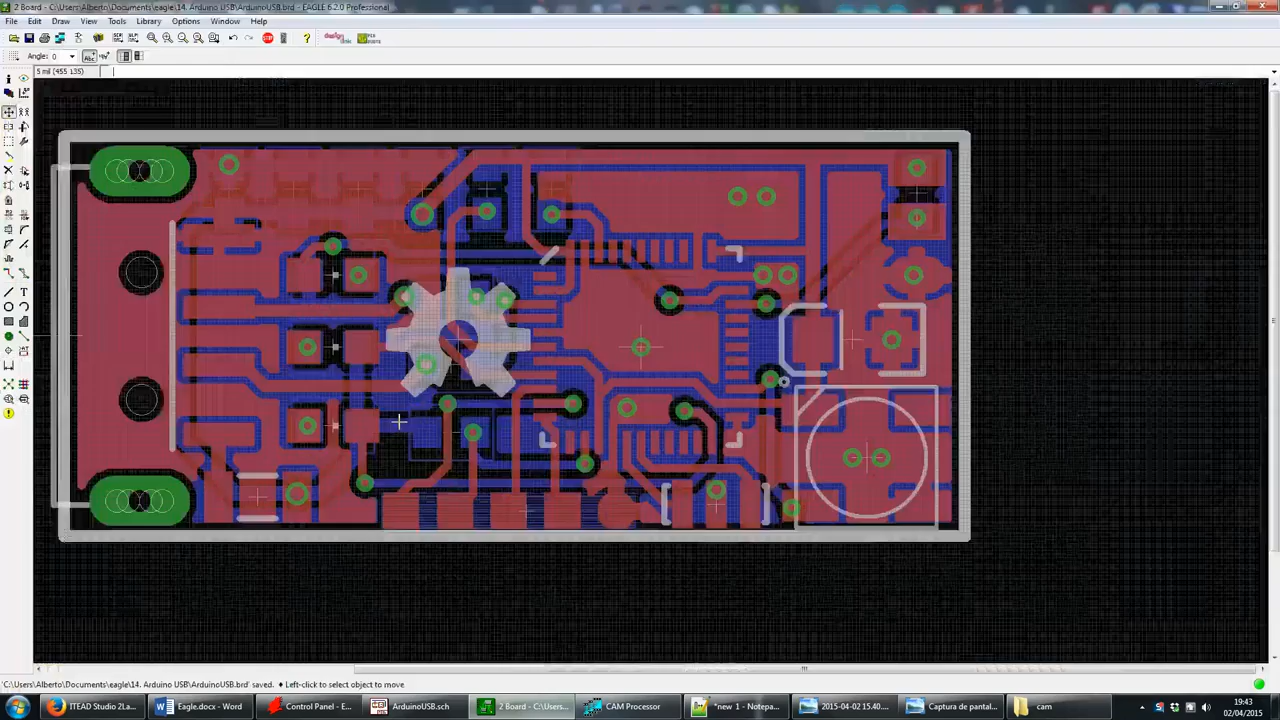 2 Board - C:\Users\Alberto\Documents\eagle\14. Arduino USB\ArduinoUSB.brd - EAGLE 6.2.0 Professional
File Edit Draw View Tools Library Options Window Help
Angle: 0
5 mil (455 135)
'C:\Users\Alberto\Documents\eagle\14. Arduino USB\ArduinoUSB.brd' saved. ♦ Left-click to select object to move
ITEAD Studio 2La... Eagle.docx - Word Control Panel - E... ArduinoUSB.sch 2 Board - C:\Users... CAM Processor *new 1 - Notepa... 2015-04-02 15.40.... Captura de pantal... cam
19:43
02/04/2015